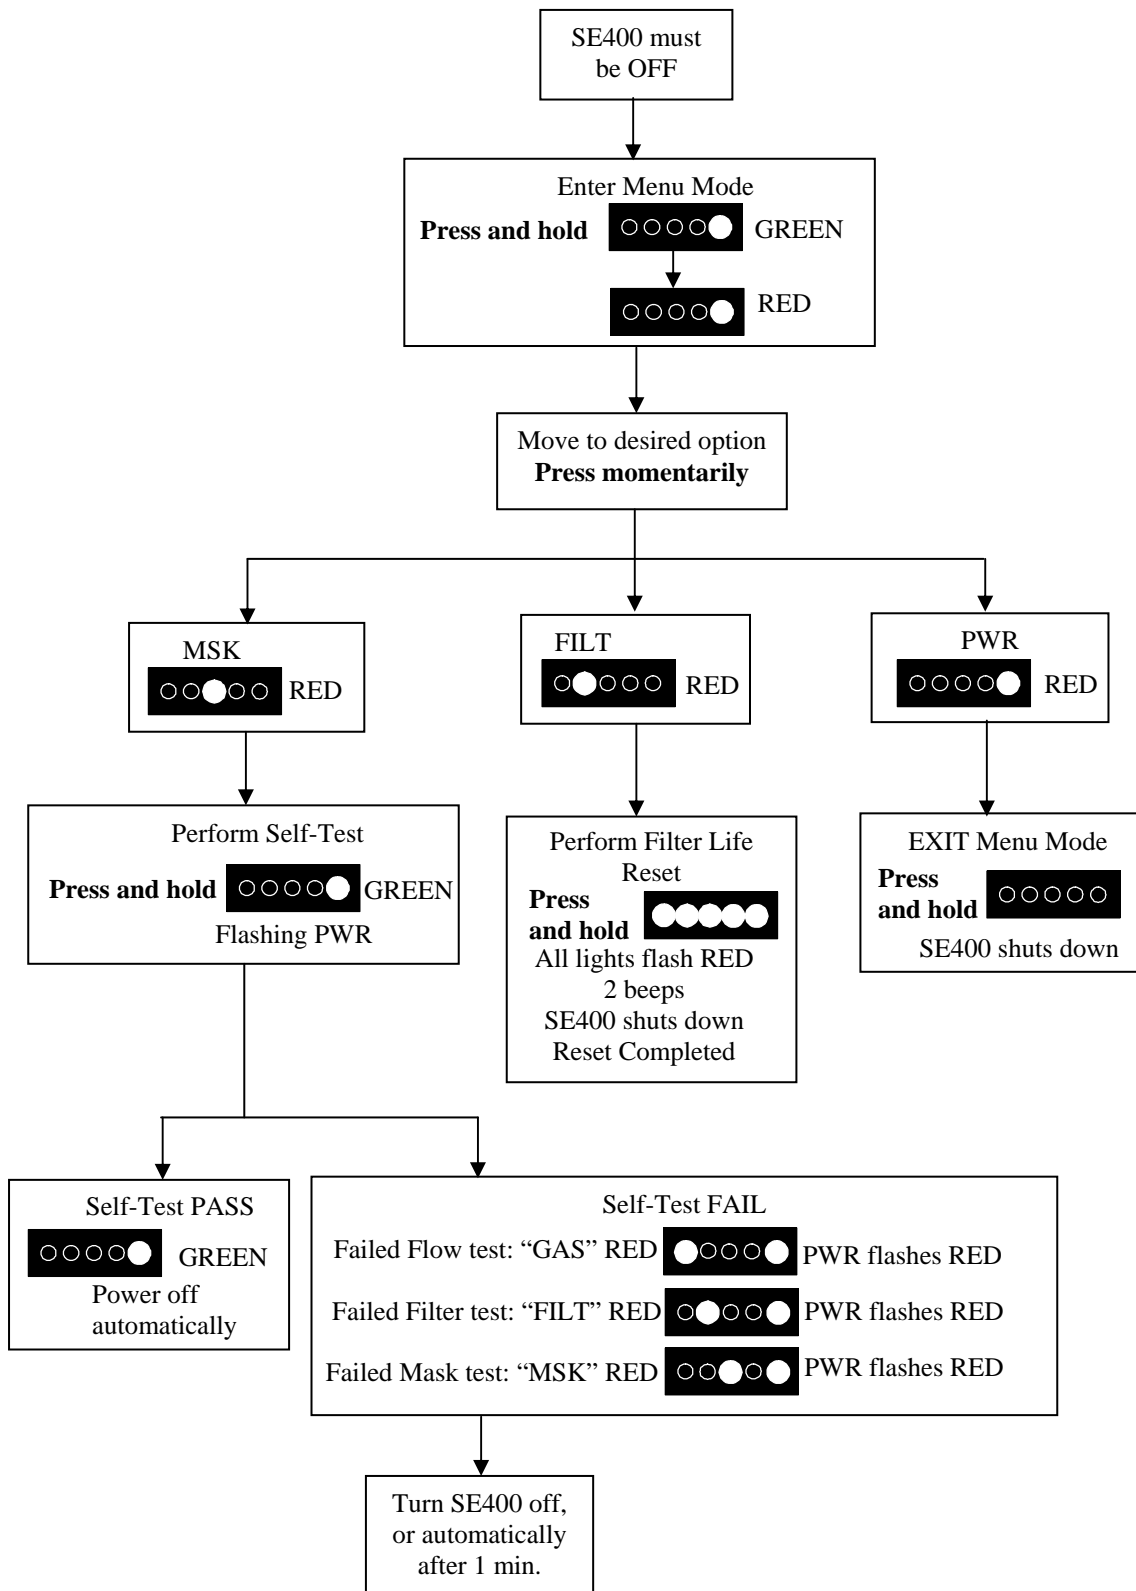 SE400 must
be OFF
Enter Menu Mode
Press and hold GREEN
RED
Move to desired option
Press momentarily
MSK
RED
FILT
RED
PWR
RED
Perform Self-Test
Press and hold GREEN
Flashing PWR
Perform Filter Life
Reset
Press
and hold
All lights flash RED
2 beeps
SE400 shuts down
Reset Completed
EXIT Menu Mode
Press
and hold
SE400 shuts down
Self-Test PASS
GREEN
Power off
automatically
Self-Test FAIL
Failed Flow test: “GAS” RED PWR flashes RED
Failed Filter test: “FILT” RED PWR flashes RED
Failed Mask test: “MSK” RED PWR flashes RED
Turn SE400 off,
or automatically
after 1 min.